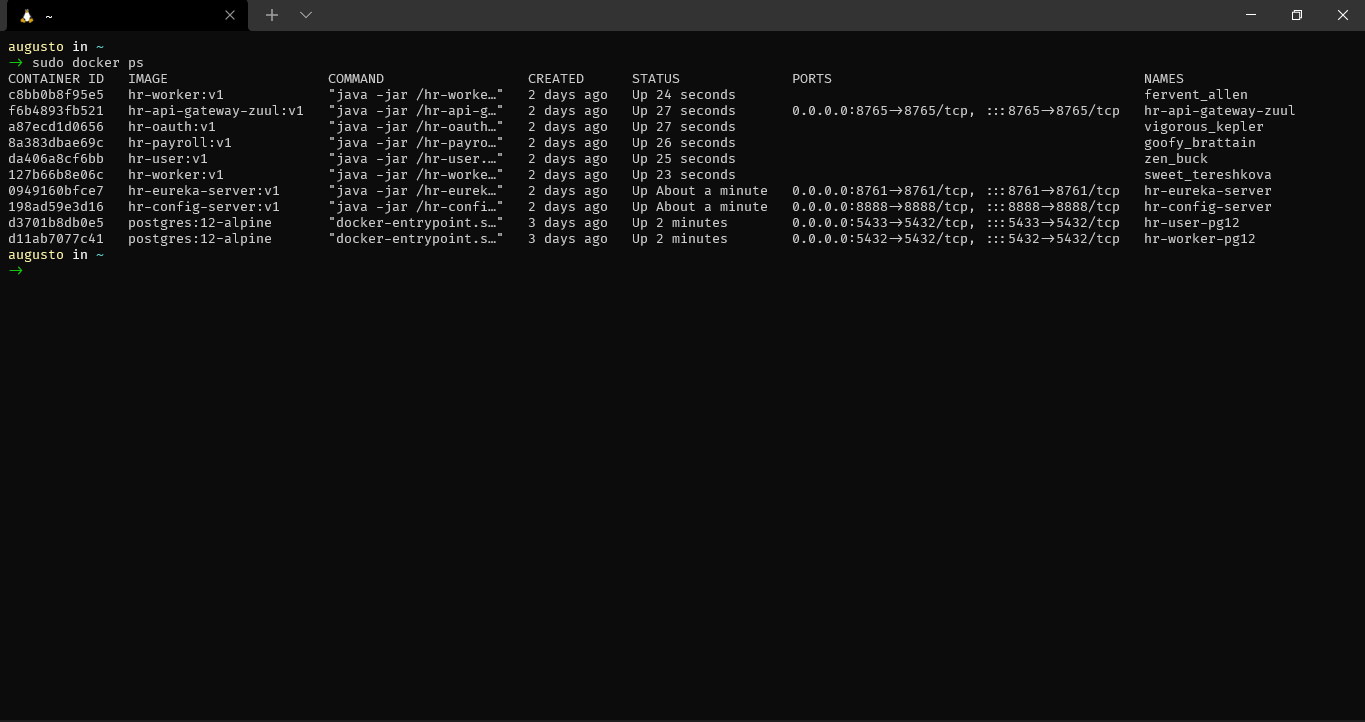 ~
augusto in ~
→ sudo docker ps
CONTAINER ID   IMAGE                    COMMAND                  CREATED      STATUS              PORTS                                       NAMES
c8bb0b8f95e5   hr-worker:v1             "java -jar /hr-worke…"   2 days ago   Up 24 seconds                                                   fervent_allen
f6b4893fb521   hr-api-gateway-zuul:v1   "java -jar /hr-api-g…"   2 days ago   Up 27 seconds       0.0.0.0:8765->8765/tcp, :::8765->8765/tcp   hr-api-gateway-zuul
a87ecd1d0656   hr-oauth:v1              "java -jar /hr-oauth…"   2 days ago   Up 27 seconds                                                   vigorous_kepler
8a383dbae69c   hr-payroll:v1            "java -jar /hr-payro…"   2 days ago   Up 26 seconds                                                   goofy_brattain
da406a8cf6bb   hr-user:v1               "java -jar /hr-user.…"   2 days ago   Up 25 seconds                                                   zen_buck
127b66b8e06c   hr-worker:v1             "java -jar /hr-worke…"   2 days ago   Up 23 seconds                                                   sweet_tereshkova
0949160bfce7   hr-eureka-server:v1      "java -jar /hr-eurek…"   2 days ago   Up About a minute   0.0.0.0:8761->8761/tcp, :::8761->8761/tcp   hr-eureka-server
198ad59e3d16   hr-config-server:v1      "java -jar /hr-confi…"   2 days ago   Up About a minute   0.0.0.0:8888->8888/tcp, :::8888->8888/tcp   hr-config-server
d3701b8db0e5   postgres:12-alpine       "docker-entrypoint.s…"   3 days ago   Up 2 minutes        0.0.0.0:5433->5432/tcp, :::5433->5432/tcp   hr-user-pg12
d11ab7077c41   postgres:12-alpine       "docker-entrypoint.s…"   3 days ago   Up 2 minutes        0.0.0.0:5432->5432/tcp, :::5432->5432/tcp   hr-worker-pg12
augusto in ~
→